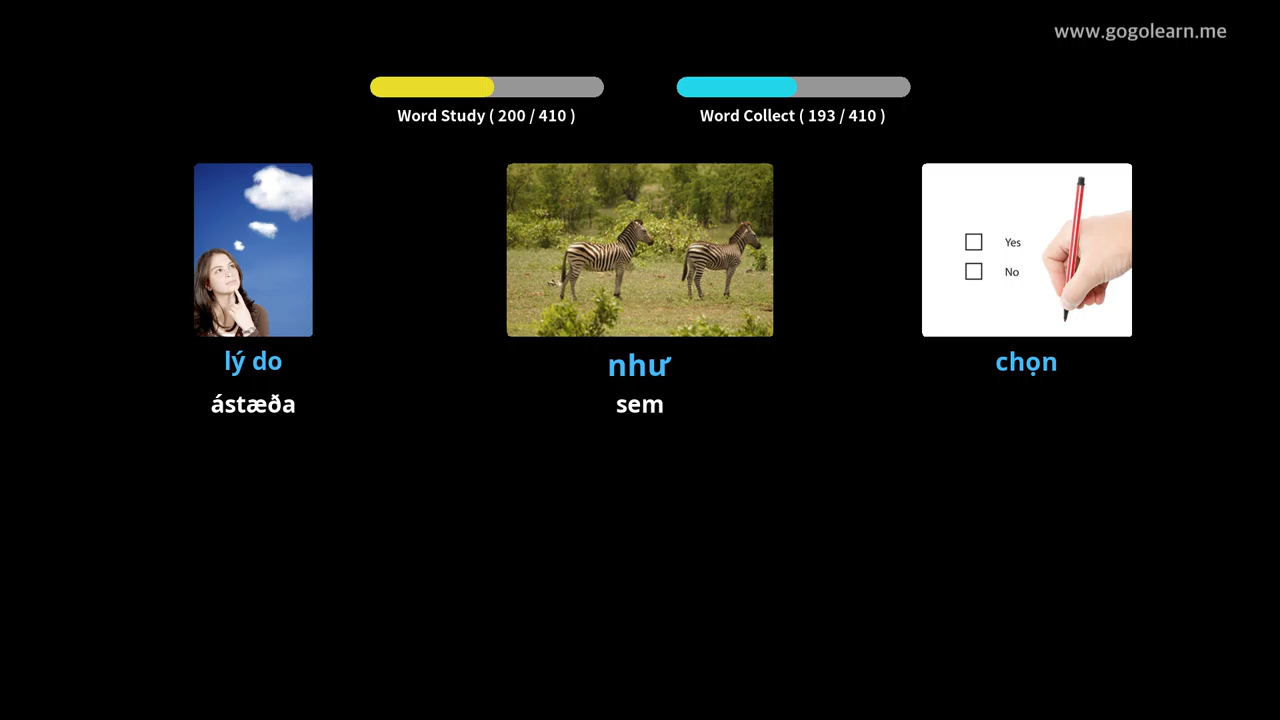 www.gogolearn.me
Word Study ( 200 / 410 )
Word Collect ( 193 / 410 )
Yes
No
lý do
như
chọn
ástæða
sem